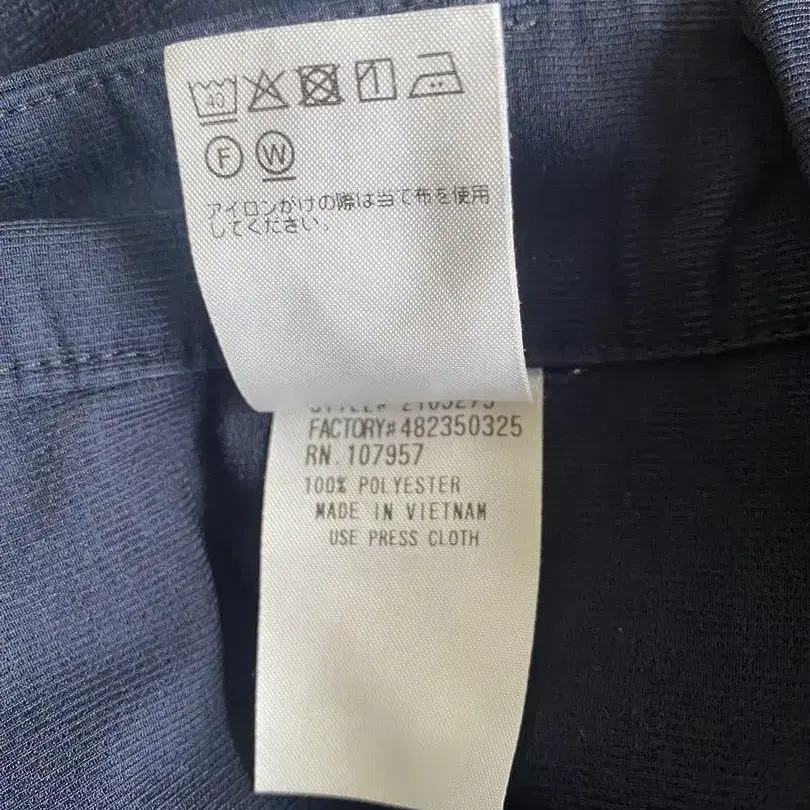 40
F W
アイロンがけの際は当て布を使用
してください。
FACTORY#482350325
RN.107957
100% POLYESTER
MADE IN VIETNAM
USE PRESS CLOTH